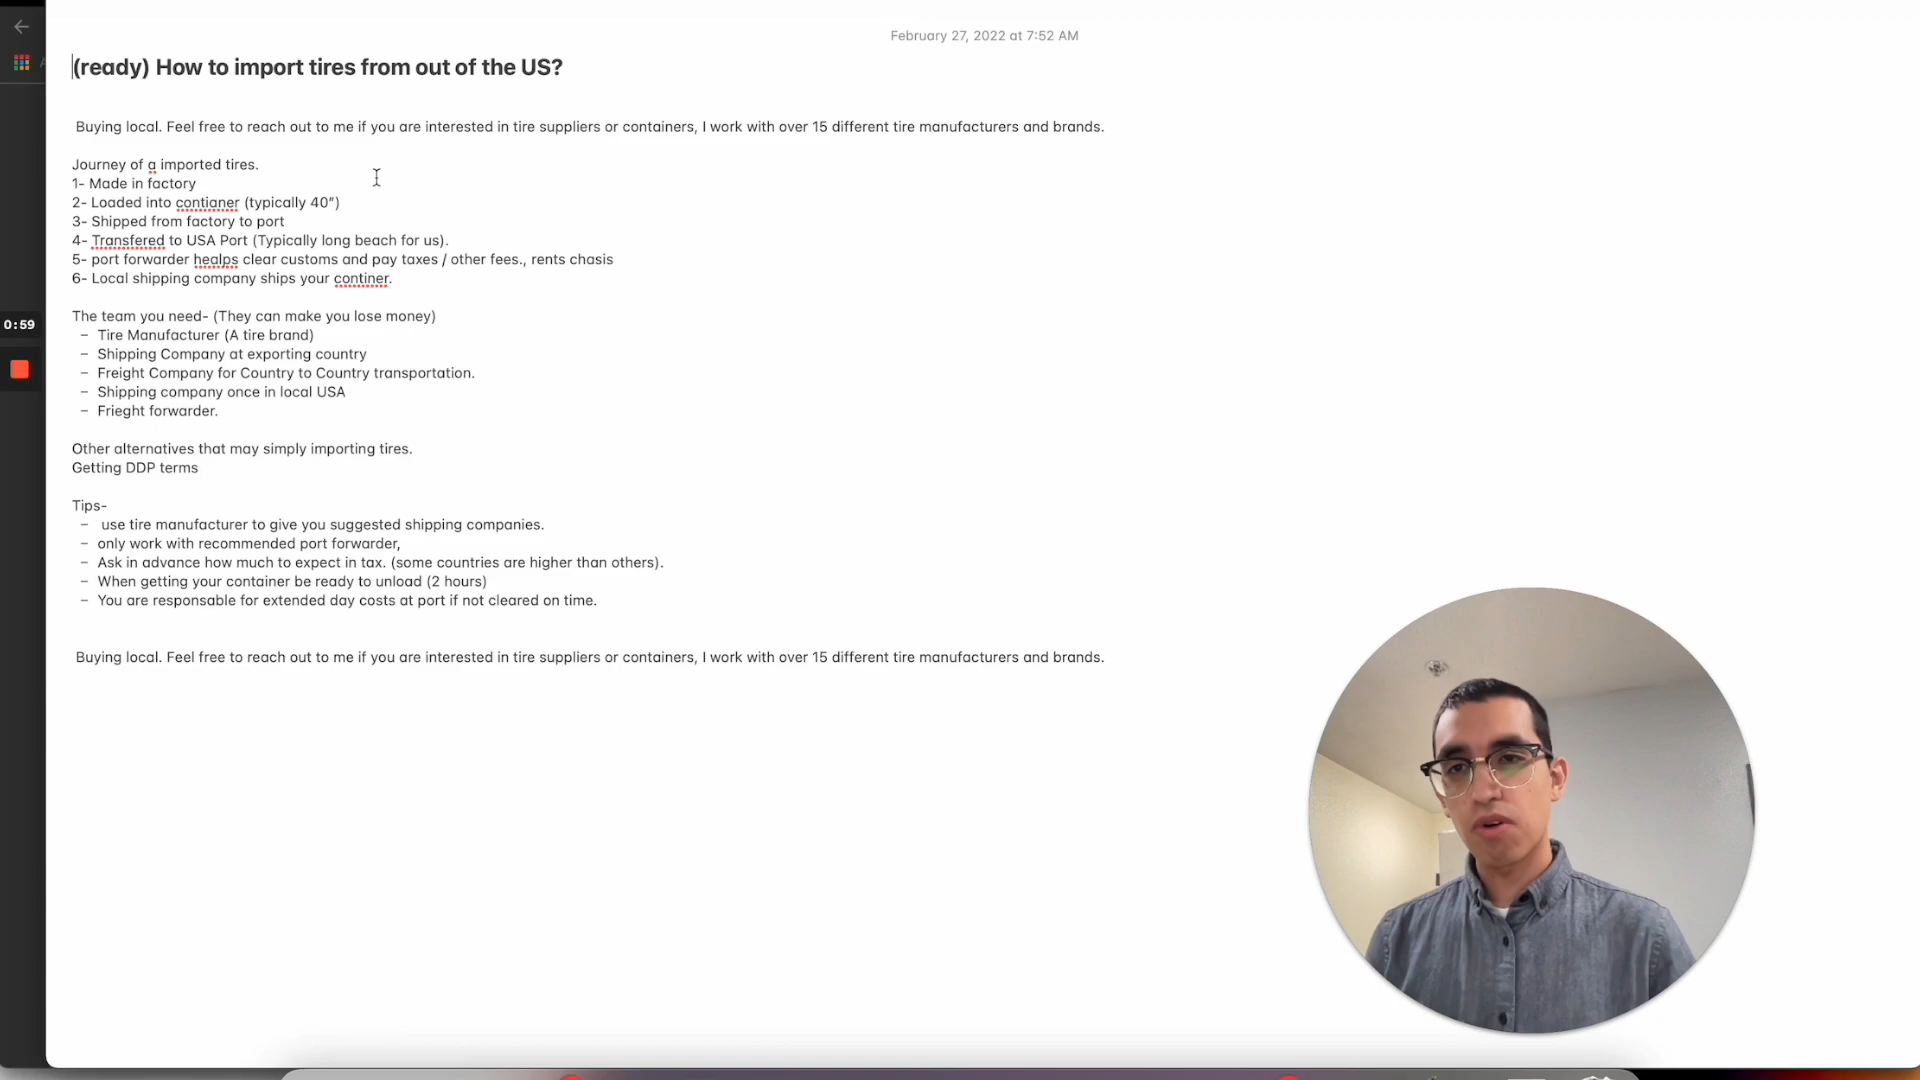 February 27, 2022 at 7:52 AM
(ready) How to import tires from out of the US?
Buying local. Feel free to reach out to me if you are interested in tire suppliers or containers, I work with over 15 different tire manufacturers and brands.
Journey of a imported tires.
1- Made in factory
2- Loaded into contianer (typically 40")
3- Shipped from factory to port
4- Transfered to USA Port (Typically long beach for us).
5- port forwarder healps clear customs and pay taxes / other fees., rents chasis
6- Local shipping company ships your continer.
0:59
The team you need- (They can make you lose money)
– Tire Manufacturer (A tire brand)
– Shipping Company at exporting country
– Freight Company for Country to Country transportation.
– Shipping company once in local USA
– Frieght forwarder.
Other alternatives that may simply importing tires.
Getting DDP terms
Tips-
– use tire manufacturer to give you suggested shipping companies.
– only work with recommended port forwarder,
– Ask in advance how much to expect in tax. (some countries are higher than others).
– When getting your container be ready to unload (2 hours)
– You are responsable for extended day costs at port if not cleared on time.
Buying local. Feel free to reach out to me if you are interested in tire suppliers or containers, I work with over 15 different tire manufacturers and brands.